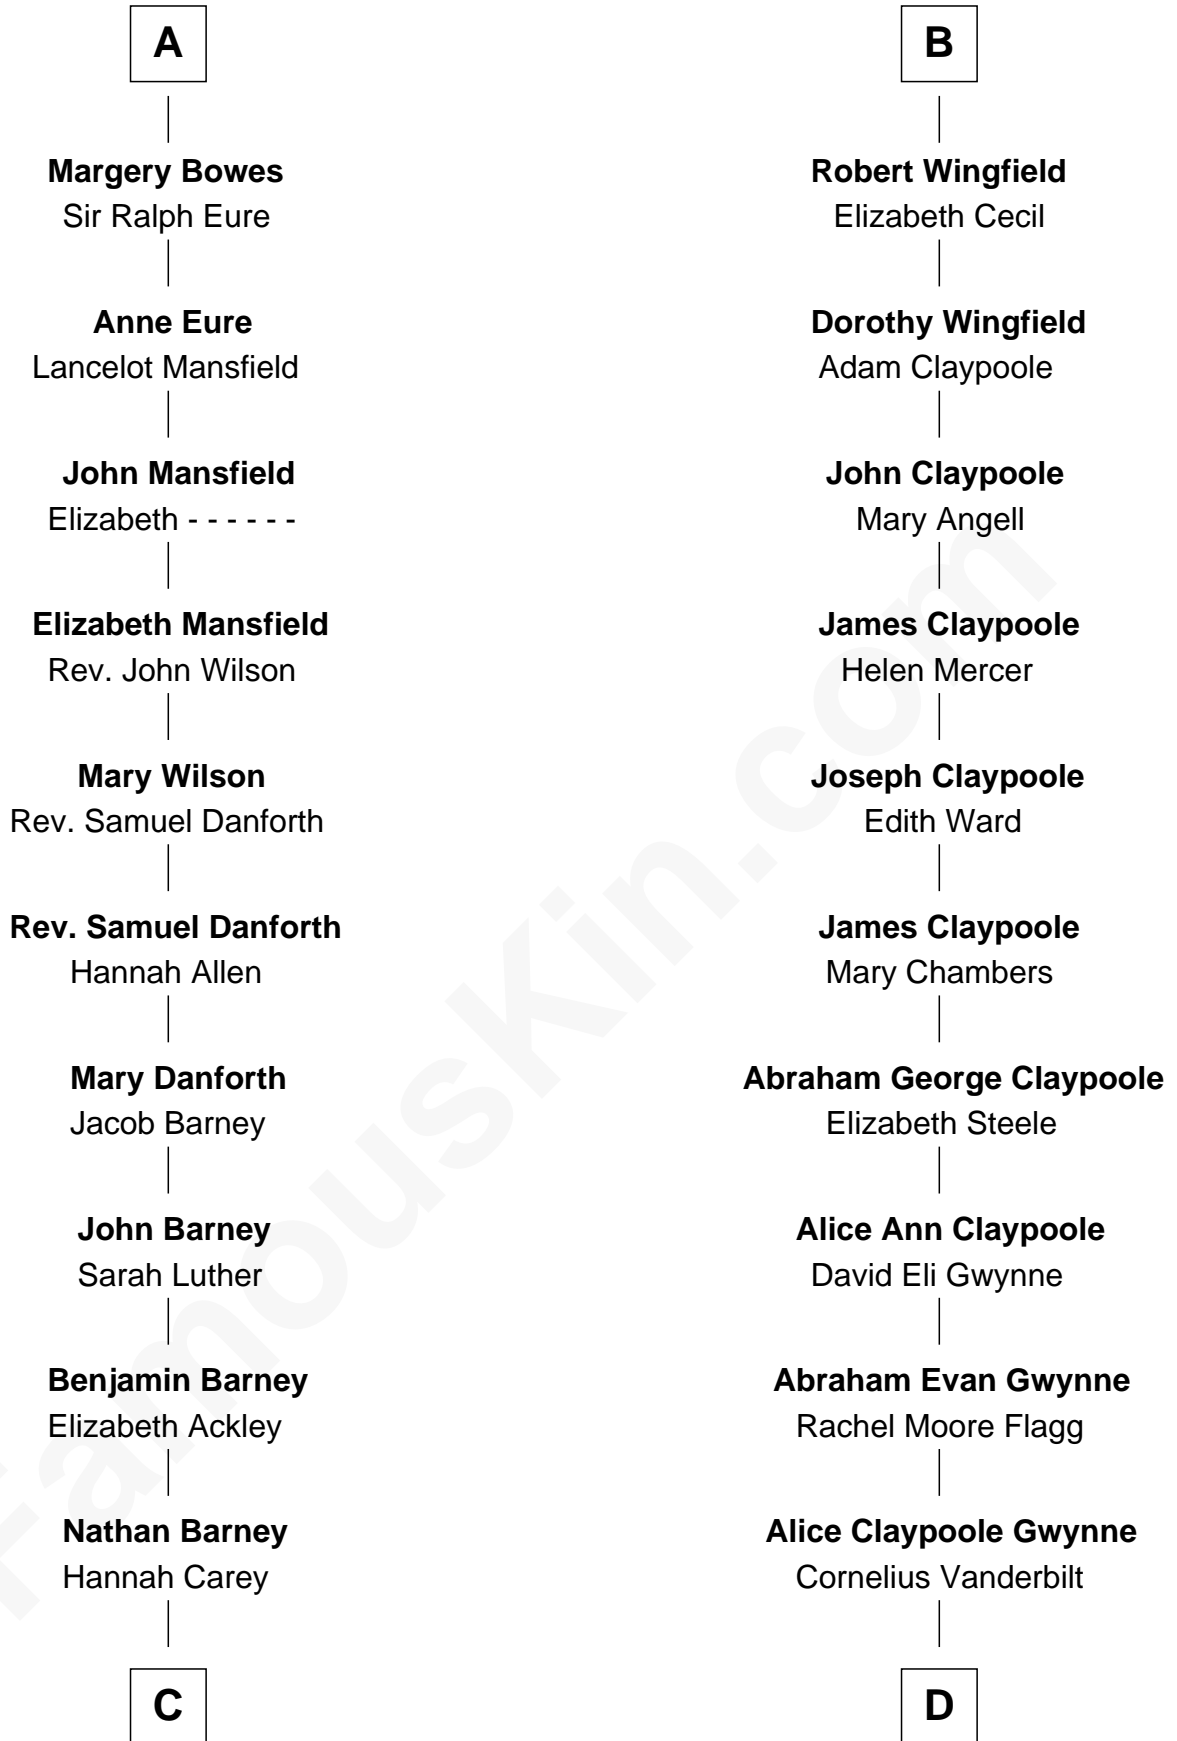 A
Margery Bowes
Sir Ralph Eure
Anne Eure
Lancelot Mansfield
John Mansfield
Elizabeth - - - - - -
Elizabeth Mansfield
Rev. John Wilson
Mary Wilson
Rev. Samuel Danforth
Rev. Samuel Danforth
Hannah Allen
Mary Danforth
Jacob Barney
John Barney
Sarah Luther
Benjamin Barney
Elizabeth Ackley
Nathan Barney
Hannah Carey
C
B
Robert Wingfield
Elizabeth Cecil
Dorothy Wingfield
Adam Claypoole
John Claypoole
Mary Angell
James Claypoole
Helen Mercer
Joseph Claypoole
Edith Ward
James Claypoole
Mary Chambers
Abraham George Claypoole
Elizabeth Steele
Alice Ann Claypoole
David Eli Gwynne
Abraham Evan Gwynne
Rachel Moore Flagg
Alice Claypoole Gwynne
Cornelius Vanderbilt
D
FamousKin.com